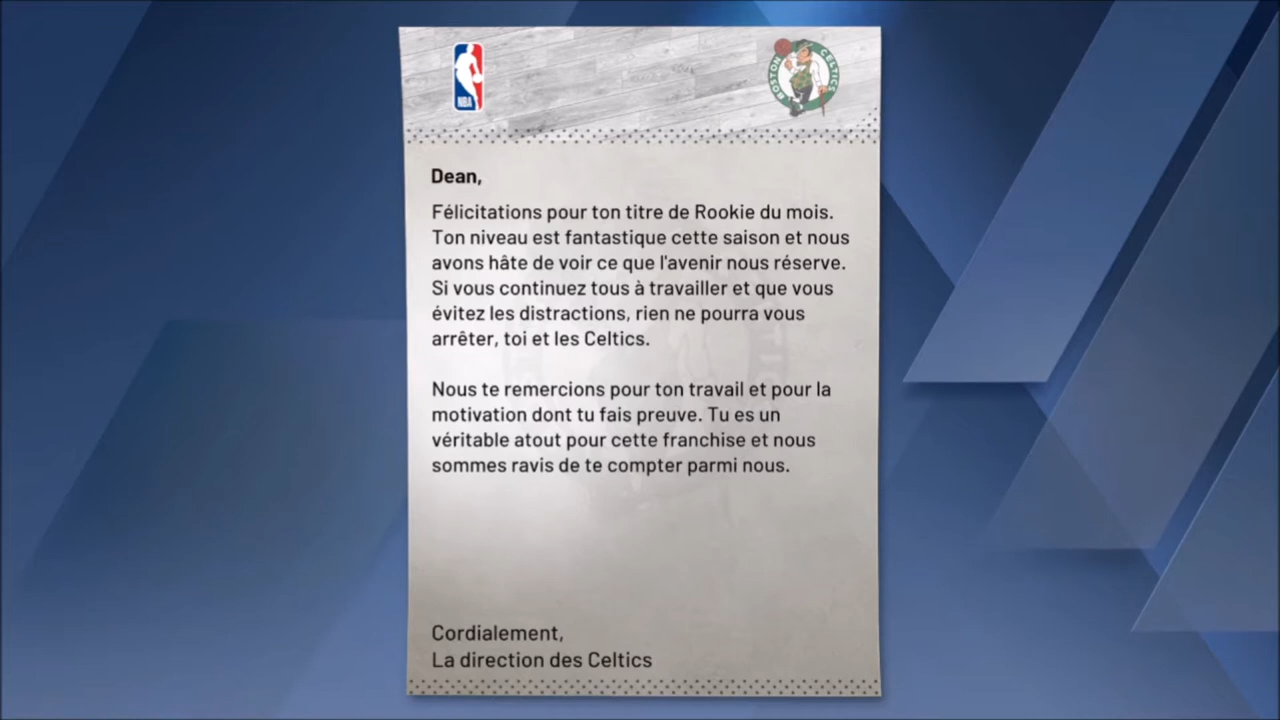 NBA
BOSTON CELTICS
Dean,
Félicitations pour ton titre de Rookie du mois.
Ton niveau est fantastique cette saison et nous
avons hâte de voir ce que l'avenir nous réserve.
Si vous continuez tous à travailler et que vous
évitez les distractions, rien ne pourra vous
arrêter, toi et les Celtics.
Nous te remercions pour ton travail et pour la
motivation dont tu fais preuve. Tu es un
véritable atout pour cette franchise et nous
sommes ravis de te compter parmi nous.
Cordialement,
La direction des Celtics